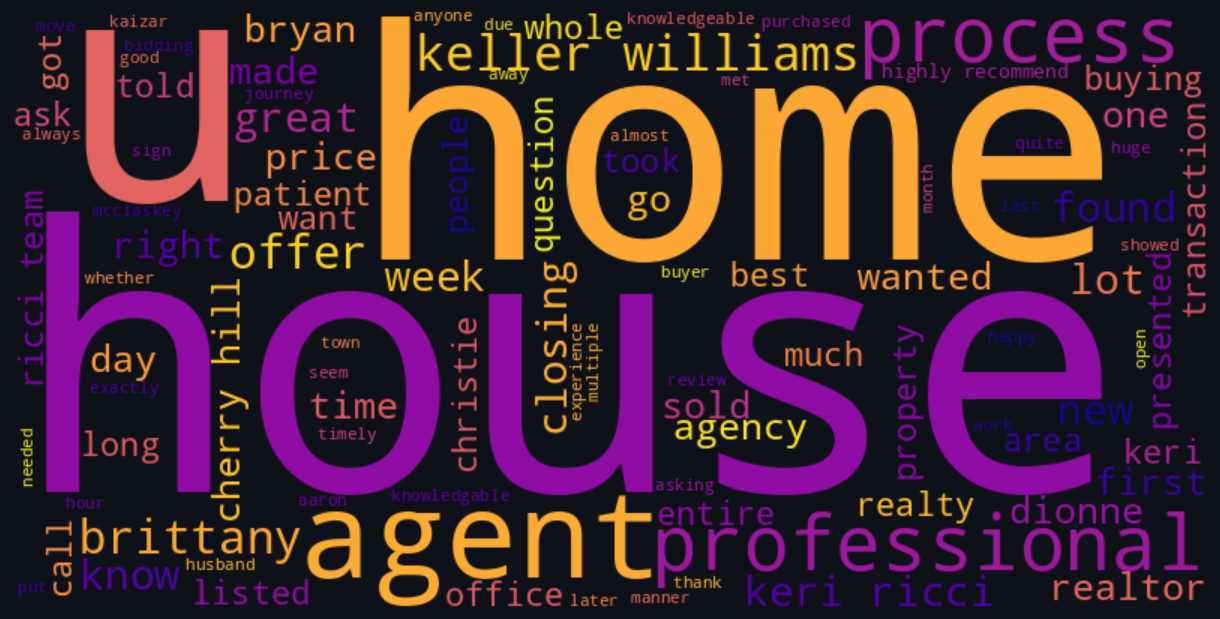 move
kaizar
bidding
good
got
told
ask
always
sign
u
bryan
made
journey
great
price
patient
want
home
anyone
due
whole
knowledgeable
purchased
keller williams
away
met
process
highly recommend
buying
one
transaction
people
question
almost
took
go
month
quite
huge
last
found
showed
mcclaskey
right
offer
week
closing
buyer
best
wanted
lot
presented
ricci team
whether
house
day
exactly
long
needed
hour
cherry hill
town
seem
time
timely
christie
experience
multiple
review
sold
agency
much
property
happy
work
new
area
open
keri
first
aaron
knowledgable
asking
entire
realty
dionne
call
brittany
know
husband
put
listed
agent
office
later
manner
thank
professional
keri ricci
realtor